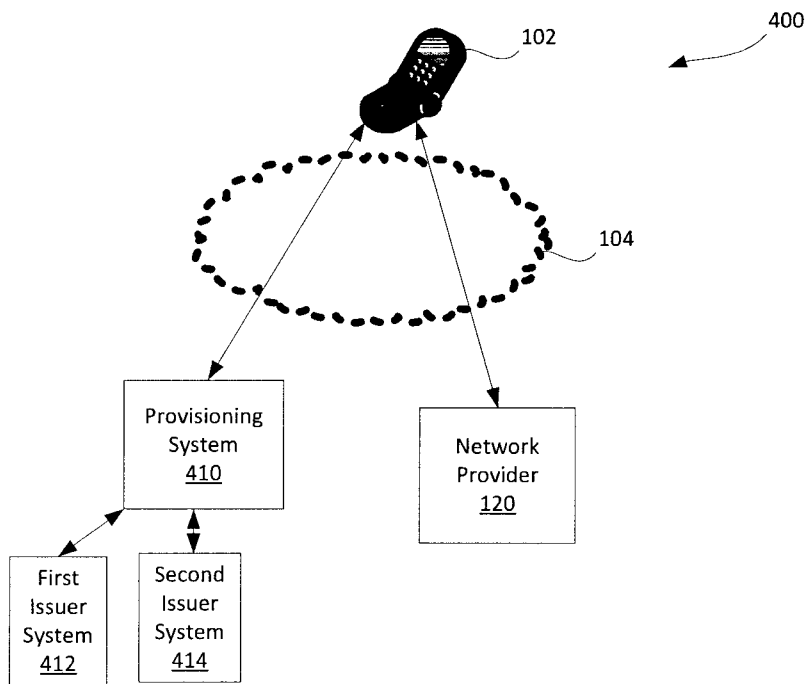 102
400
104
Provisioning
System
410
Network
Provider
120
First
Issuer
System
412
Second
Issuer
System
414